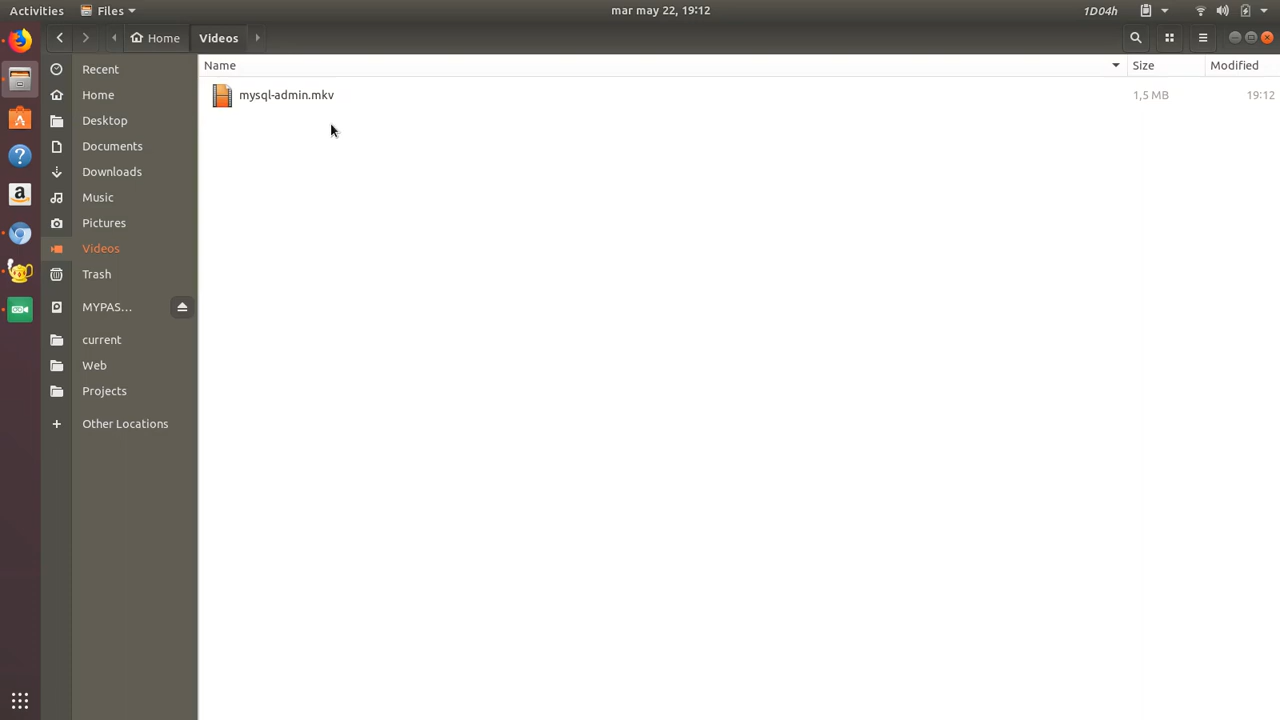 Activities
Files
mar may 22, 19:12
1D04h
Home
Videos
Name
Size
Modified
mysql-admin.mkv
1,5 MB
19:12
Recent
Home
Desktop
Documents
Downloads
Music
Pictures
Videos
Trash
MYPAS…
current
Web
Projects
Other Locations